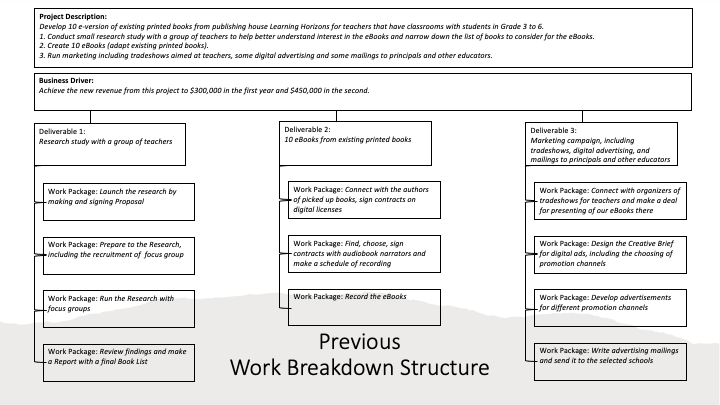 Project Description:
Develop 10 e-version of existing printed books from publishing house Learning Horizons for teachers that have classrooms with students in Grade 3 to 6.
1. Conduct small research study with a group of teachers to help better understand interest in the eBooks and narrow down the list of books to consider for the eBooks.
2. Create 10 eBooks (adapt existing printed books).
3. Run marketing including tradeshows aimed at teachers, some digital advertising and some mailings to principals and other educators.
Business Driver:
Achieve the new revenue from this project to $300,000 in the first year and $450,000 in the second.
Deliverable 1:
Research study with a group of teachers
Work Package: Launch the research by
making and signing Proposal
Work Package: Prepare to the Research,
including the recruitment of focus group
Work Package: Run the Research with
focus groups
Work Package: Review findings and make
a Report with a final Book List
Deliverable 2:
10 eBooks from existing printed books
Work Package: Connect with the authors
of picked up books, sign contracts on
digital licenses
Work Package: Find, choose, sign
contracts with audiobook narrators and
make a schedule of recording
Work Package: Record the eBooks
Deliverable 3:
Marketing campaign, including
tradeshows, digital advertising, and
mailings to principals and other educators
Work Package: Connect with organizers of
tradeshows for teachers and make a deal
for presenting of our eBooks there
Work Package: Design the Creative Brief
for digital ads, including the choosing of
promotion channels
Work Package: Develop advertisements
for different promotion channels
Work Package: Write advertising mailings
and send it to the selected schools
Previous
Work Breakdown Structure